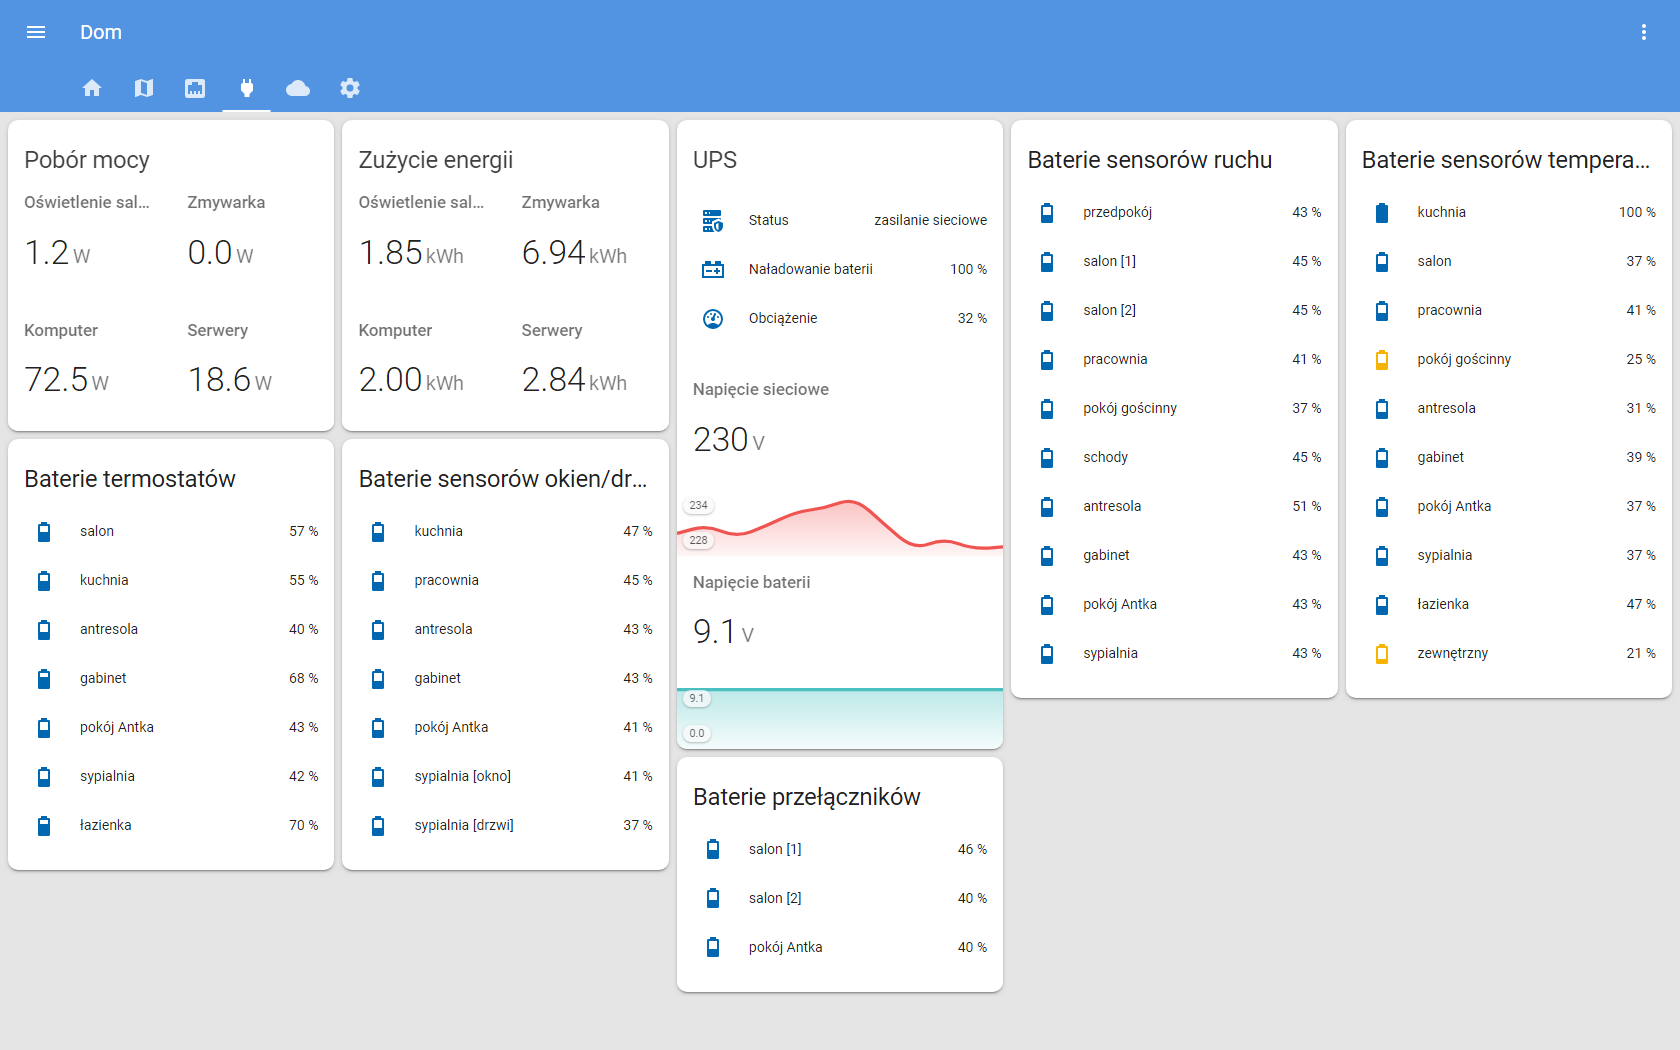 Dom
Pobór mocy
Oświetlenie sal...
Zmywarka
1.2 W
0.0 W
Komputer
Serwery
72.5 W
18.6 W
Baterie termostatów
salon 57 %
kuchnia 55 %
antresola 40 %
gabinet 68 %
pokój Antka 43 %
sypialnia 42 %
łazienka 70 %
Zużycie energii
Oświetlenie sal...
Zmywarka
1.85 kWh
6.94 kWh
Komputer
Serwery
2.00 kWh
2.84 kWh
Baterie sensorów okien/dr...
kuchnia 47 %
pracownia 45 %
antresola 43 %
gabinet 43 %
pokój Antka 41 %
sypialnia [okno] 41 %
sypialnia [drzwi] 37 %
UPS
Status zasilanie sieciowe
Naładowanie baterii 100 %
Obciążenie 32 %
Napięcie sieciowe
230 V
234
228
Napięcie baterii
9.1 V
9.1
0.0
Baterie przełączników
salon [1] 46 %
salon [2] 40 %
pokój Antka 40 %
Baterie sensorów ruchu
przedpokój 43 %
salon [1] 45 %
salon [2] 45 %
pracownia 41 %
pokój gościnny 37 %
schody 45 %
antresola 51 %
gabinet 43 %
pokój Antka 43 %
sypialnia 43 %
Baterie sensorów tempera...
kuchnia 100 %
salon 37 %
pracownia 41 %
pokój gościnny 25 %
antresola 31 %
gabinet 39 %
pokój Antka 37 %
sypialnia 37 %
łazienka 47 %
zewnętrzny 21 %